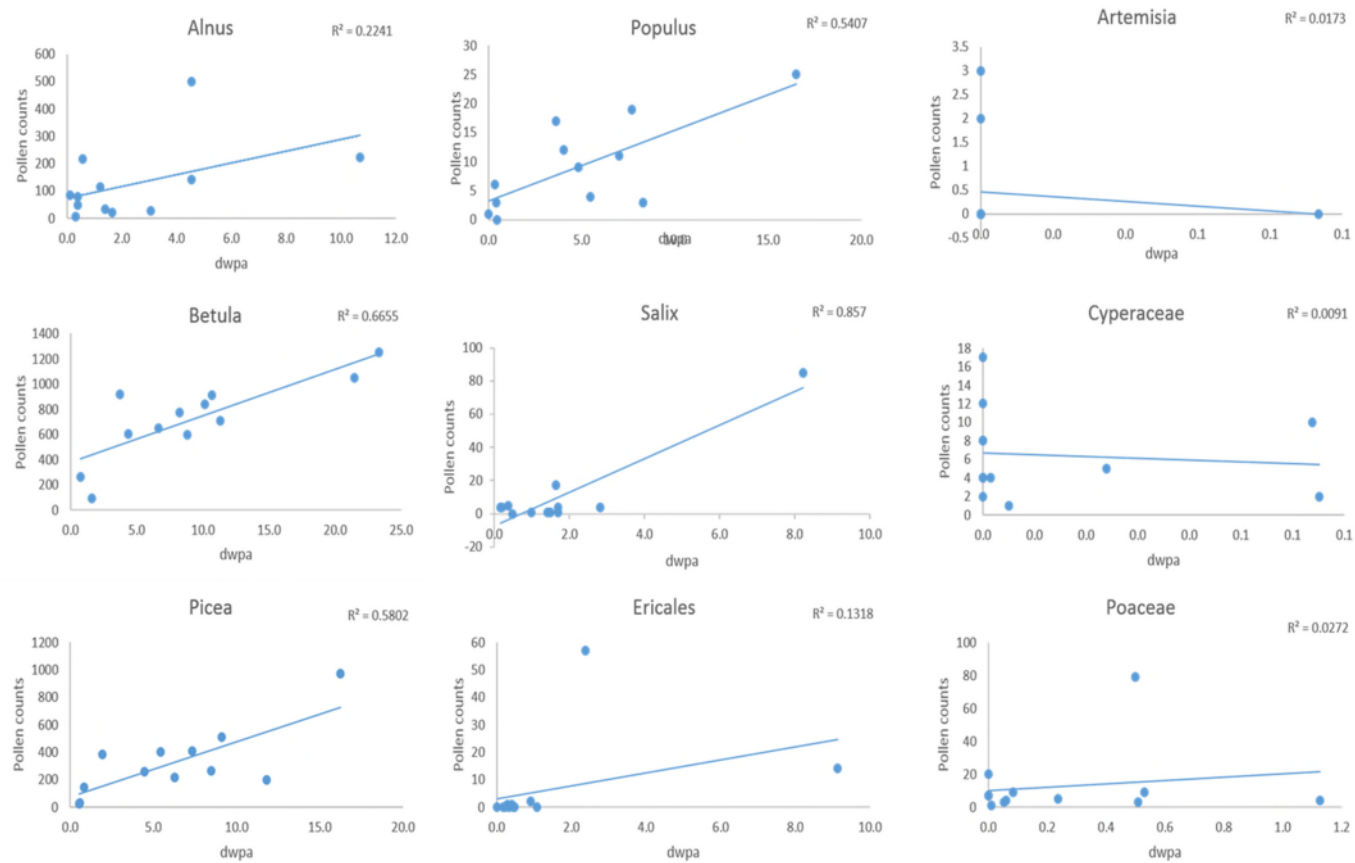 Alnus
R² = 0.2241
Pollen counts
600
500
400
300
200
100
0
0.0 2.0 4.0 6.0 8.0 10.0 12.0
dwpa
Populus
R² = 0.5407
Pollen counts
30
25
20
15
10
5
0
0.0 5.0 10.0 15.0 20.0
dwpa
Artemisia
R² = 0.0173
Pollen counts
3.5
3
2.5
2
1.5
1
0.5
0
-0.5
0.0 0.0 0.0 0.1 0.1 0.1
dwpa
Betula
R² = 0.6655
Pollen counts
1400
1200
1000
800
600
400
200
0
0.0 5.0 10.0 15.0 20.0 25.0
dwpa
Salix
R² = 0.857
Pollen counts
100
80
60
40
20
0
-20
0.0 2.0 4.0 6.0 8.0 10.0
dwpa
Cyperaceae
R² = 0.0091
Pollen counts
18
16
14
12
10
8
6
4
2
0
0.0 0.0 0.0 0.0 0.0 0.1 0.1 0.1
dwpa
Picea
R² = 0.5802
Pollen counts
1200
1000
800
600
400
200
0
0.0 5.0 10.0 15.0 20.0
dwpa
Ericales
R² = 0.1318
Pollen counts
60
50
40
30
20
10
0
0.0 2.0 4.0 6.0 8.0 10.0
dwpa
Poaceae
R² = 0.0272
Pollen counts
100
80
60
40
20
0
0.0 0.2 0.4 0.6 0.8 1.0 1.2
dwpa